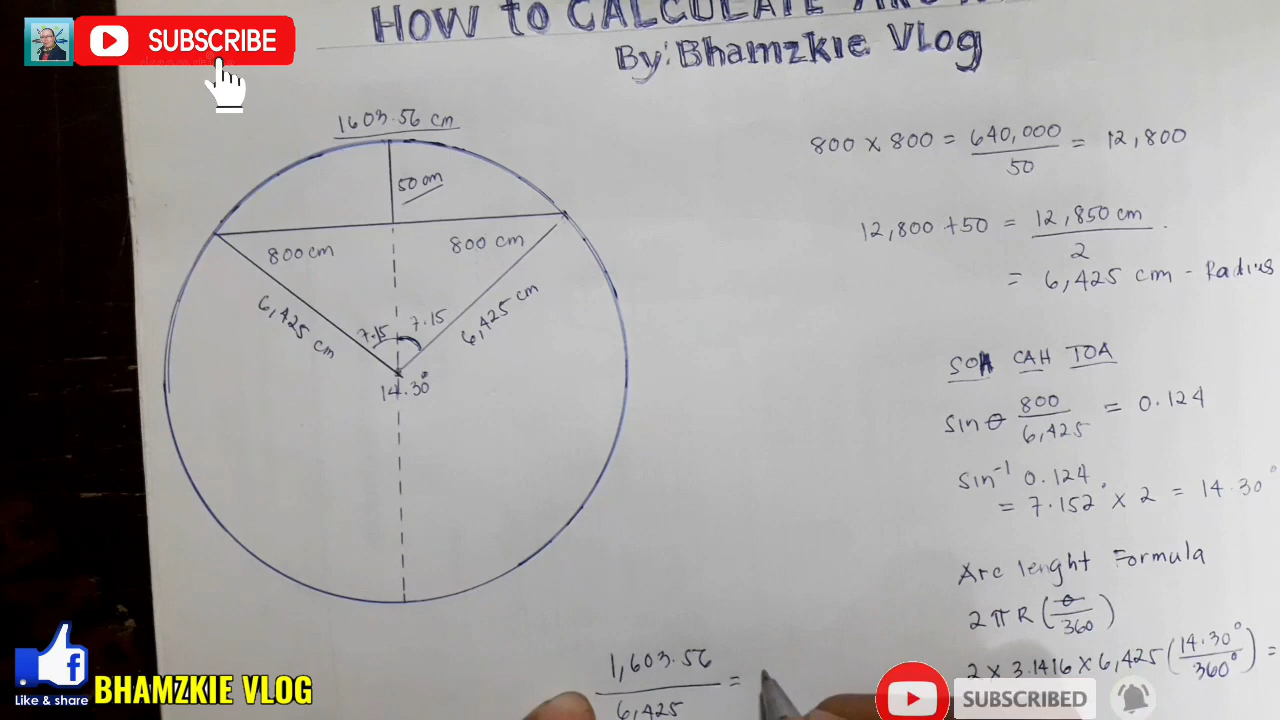 SUBSCRIBE
HOW to CALCULATE
By: Bhamzkie Vlog
1603.56 cm
50 cm
800 cm
800 cm
6,425 cm
6,425 cm
7.15
7.15
14.30°
800 x 800 = 640,000 / 50 = 12,800
12,800 + 50 = 12,850 cm / 2
= 6,425 cm - Radius
SOH CAH TOA
sin θ 800 / 6,425 = 0.124
sin⁻¹ 0.124
= 7.152° x 2 = 14.30°
Arc lenght Formula
2πR (θ/360)
2 x 3.1416 x 6,425 (14.30°/360°) =
1,603.56 / 6,425 =
Like & share
BHAMZKIE VLOG
SUBSCRIBED